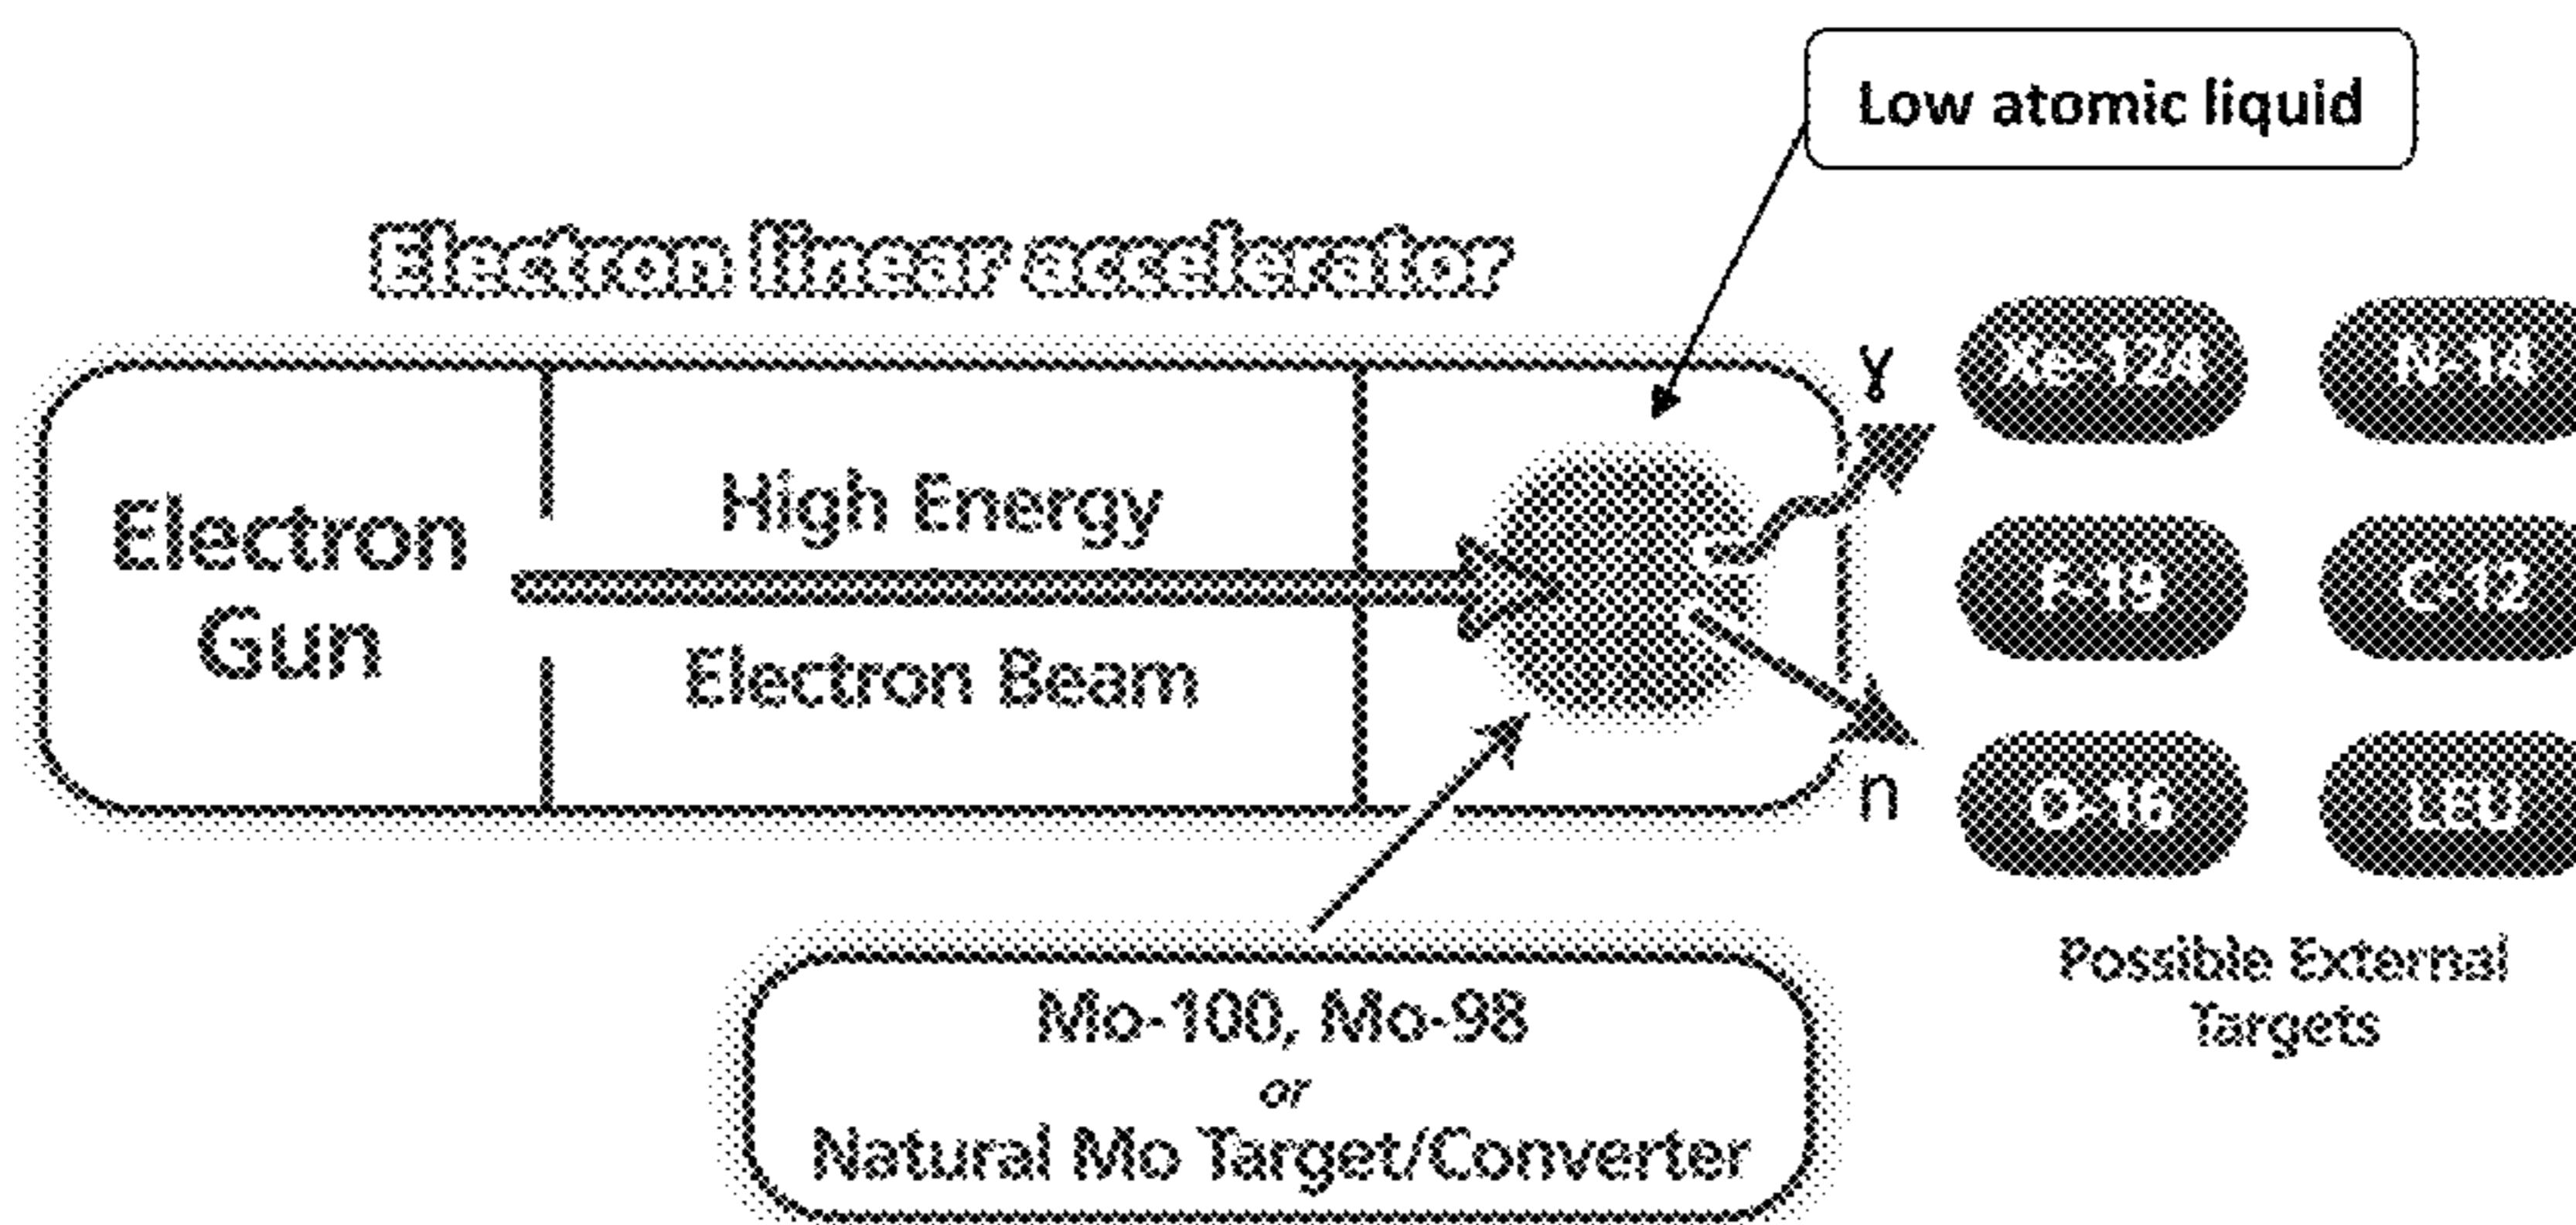 Low atomic liquid
Electron linear accelerator
Electron
Gun
High Energy
Electron Beam
γ
n
Xe-124
N-14
F-19
C-12
O-16
LEU
Possible External
Targets
Mo-100, Mo-98
or
Natural Mo Target/Converter